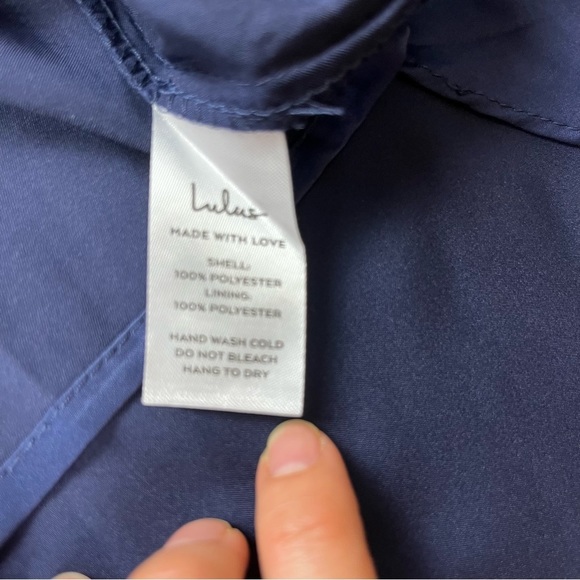 Lulus
MADE WITH LOVE
SHELL:
100% POLYESTER
LINING:
100% POLYESTER
HAND WASH COLD
DO NOT BLEACH
HANG TO DRY